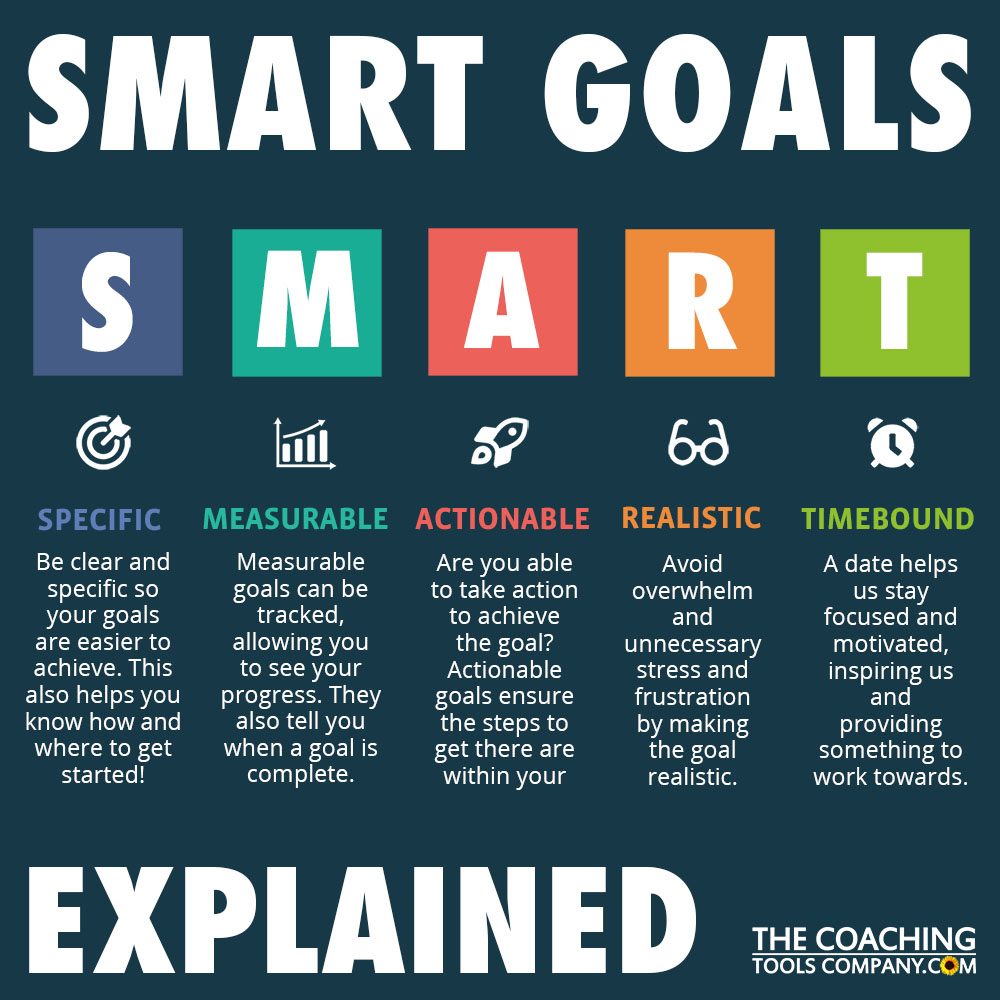 SMART GOALS
S
M
A
R
T
SPECIFIC
Be clear and
specific so
your goals
are easier to
achieve. This
also helps you
know how and
where to get
started!
MEASURABLE
Measurable
goals can be
tracked,
allowing you
to see your
progress. They
also tell you
when a goal is
complete.
ACTIONABLE
Are you able
to take action
to achieve
the goal?
Actionable
goals ensure
the steps to
get there are
within your
REALISTIC
Avoid
overwhelm
and
unnecessary
stress and
frustration
by making
the goal
realistic.
TIMEBOUND
A date helps
us stay
focused and
motivated,
inspiring us
and
providing
something to
work towards.
EXPLAINED
THE COACHING
TOOLS COMPANY.COM